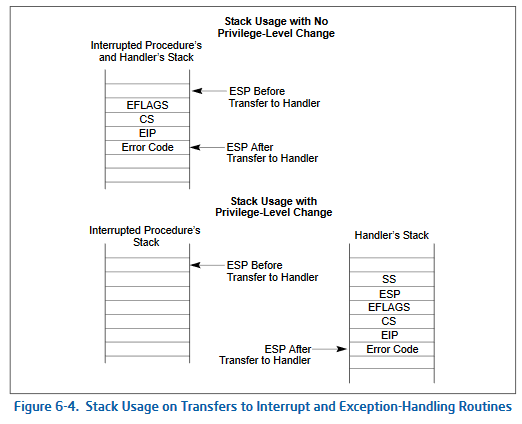 Stack Usage with No
Privilege-Level Change
Interrupted Procedure's
and Handler's Stack
ESP Before
Transfer to Handler
EFLAGS
CS
EIP
Error Code
ESP After
Transfer to Handler
Stack Usage with
Privilege-Level Change
Interrupted Procedure's
Stack
Handler's Stack
ESP Before
Transfer to Handler
SS
ESP
EFLAGS
CS
EIP
ESP After
Transfer to Handler
Error Code
Figure 6-4. Stack Usage on Transfers to Interrupt and Exception-Handling Routines